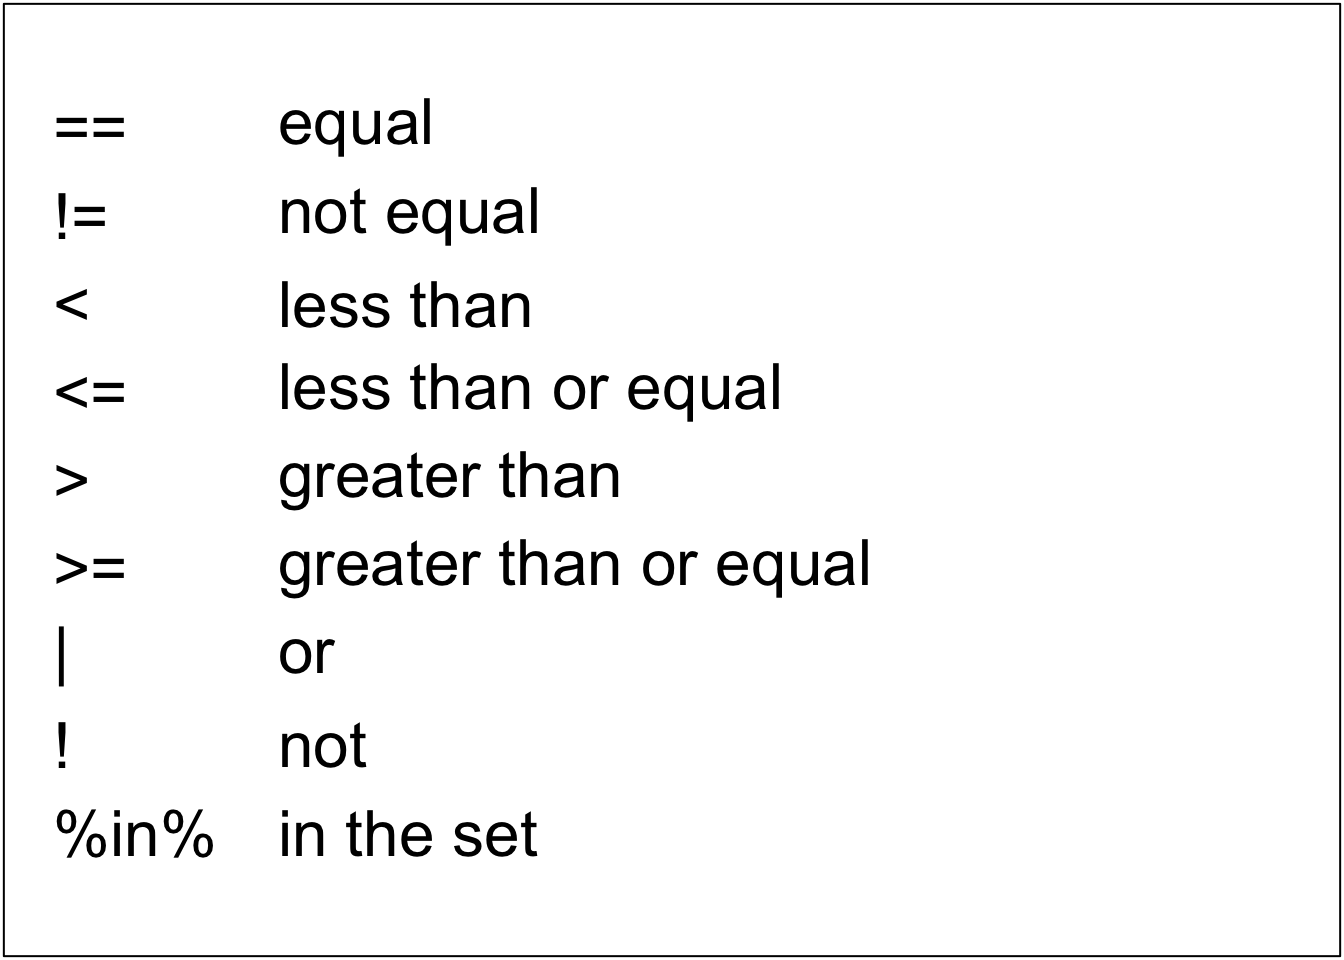 == equal
!= not equal
< less than
<= less than or equal
> greater than
>= greater than or equal
| or
! not
%in% in the set